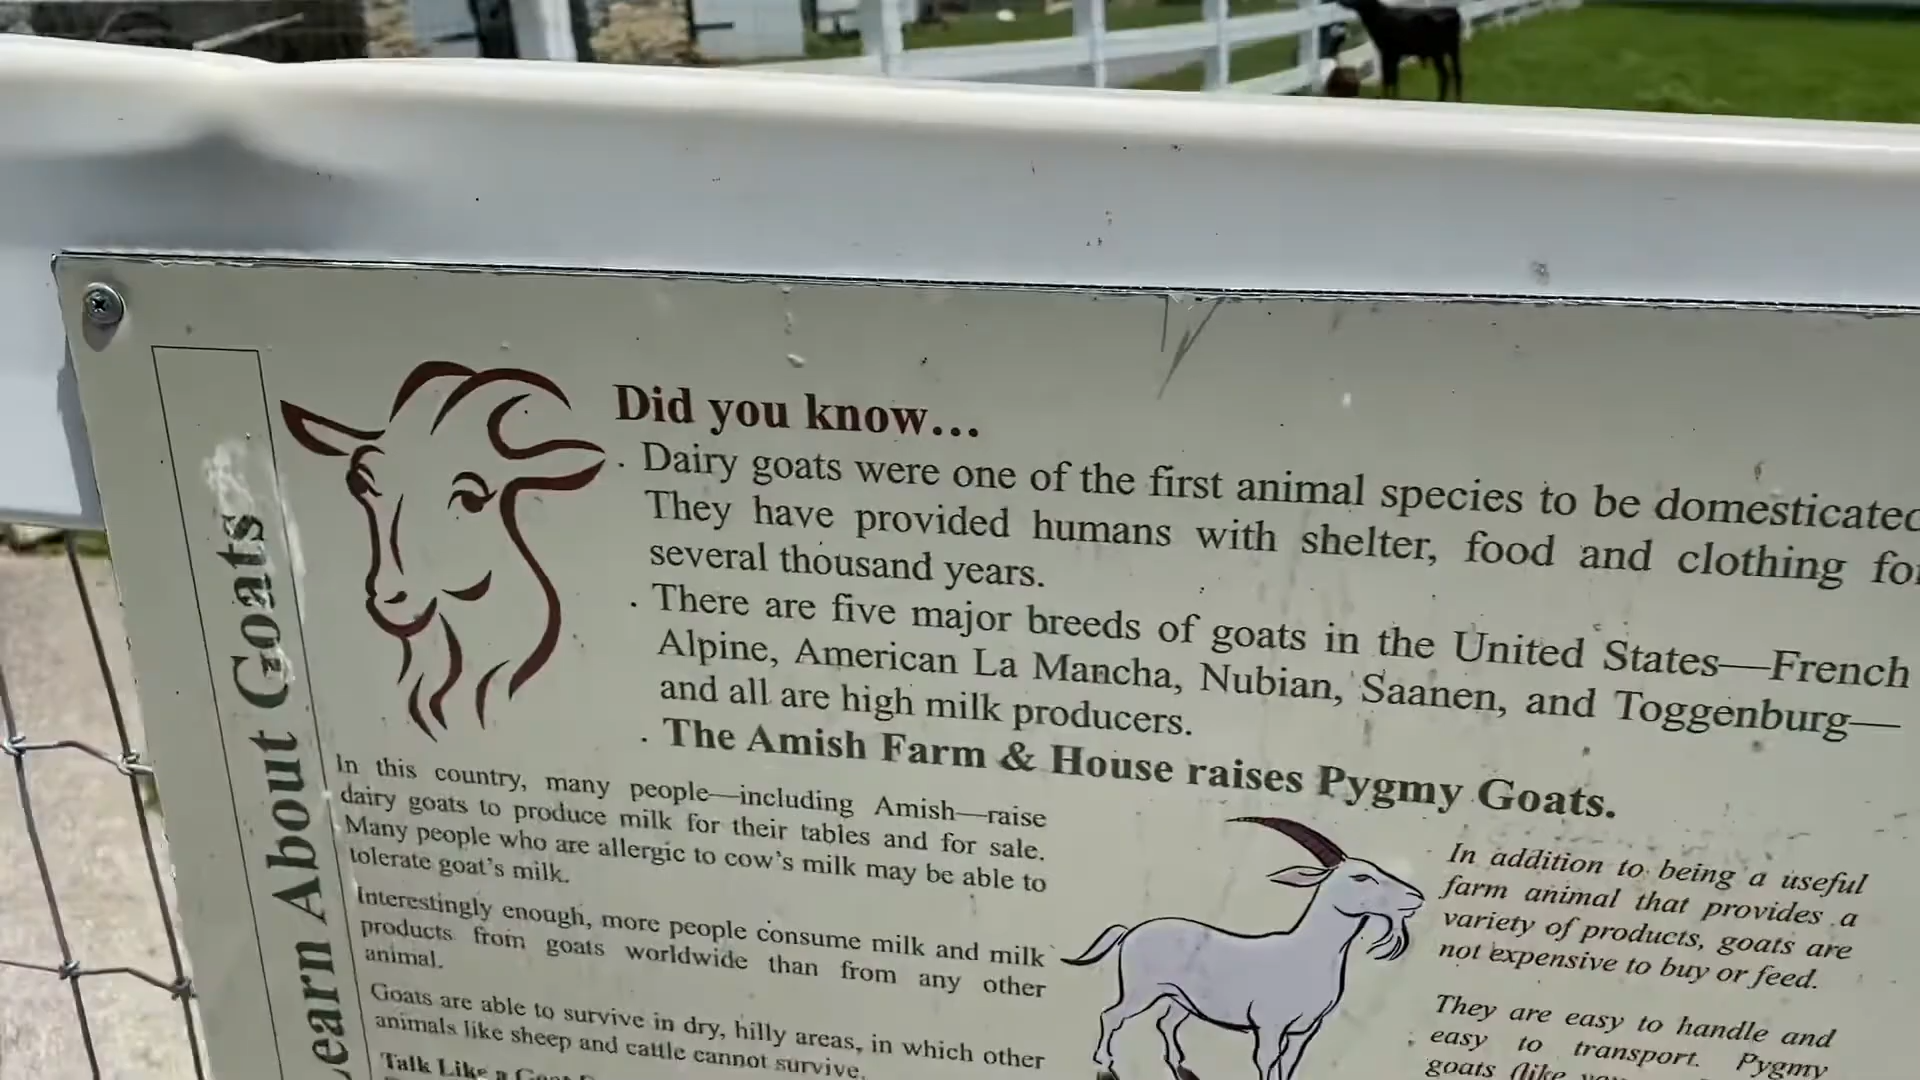 Learn About Goats
Did you know...
. Dairy goats were one of the first animal species to be domesticated
They have provided humans with shelter, food and clothing for
several thousand years.
. There are five major breeds of goats in the United States—French
Alpine, American La Mancha, Nubian, Saanen, and Toggenburg—
and all are high milk producers.
. The Amish Farm & House raises Pygmy Goats.
In this country, many people—including Amish—raise
dairy goats to produce milk for their tables and for sale.
Many people who are allergic to cow's milk may be able to
tolerate goat's milk.
Interestingly enough, more people consume milk and milk
products from goats worldwide than from any other
animal.
Goats are able to survive in dry, hilly areas, in which other
animals like sheep and cattle cannot survive.
Talk Like a Goat
In addition to being a useful
farm animal that provides a
variety of products, goats are
not expensive to buy or feed.
They are easy to handle and
easy to transport. Pygmy
goats (like